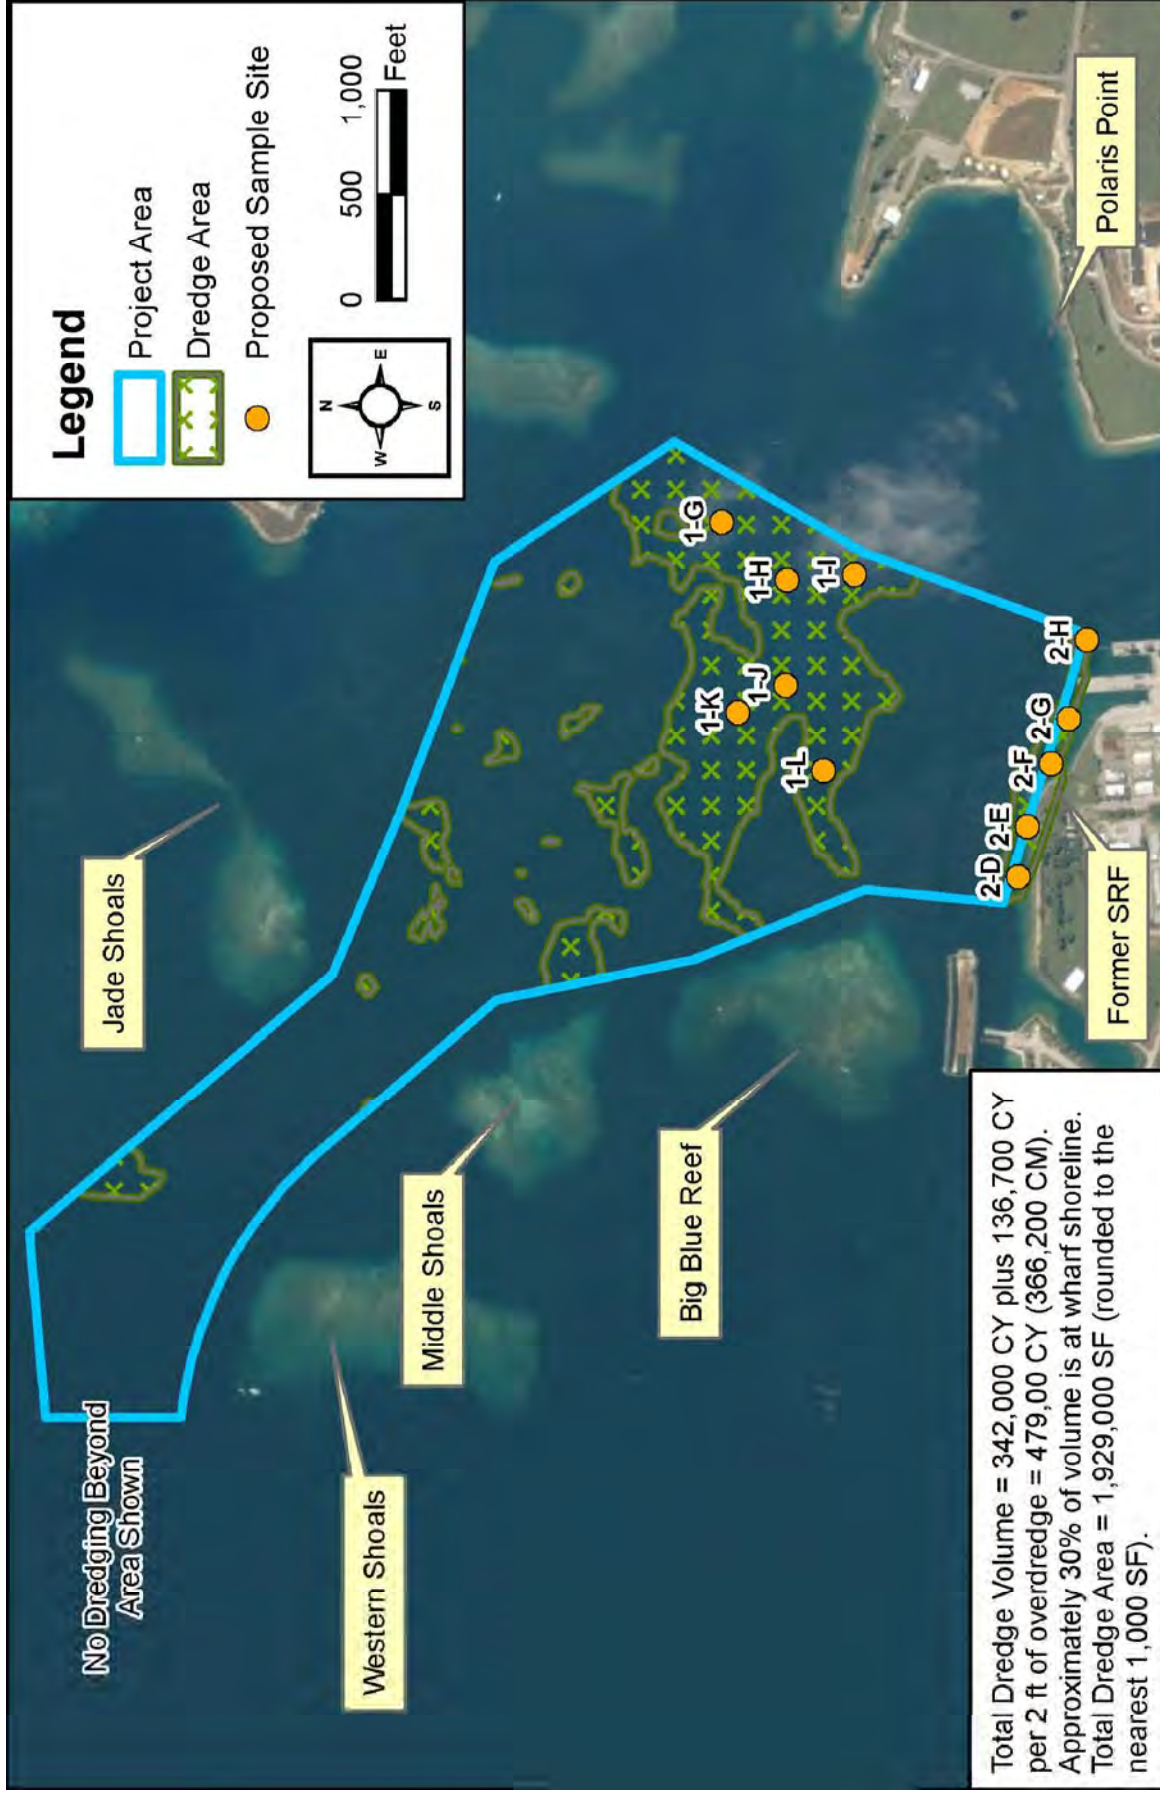 Legend
Project Area
Dredge Area
Proposed Sample Site
N
W
E
S
0 500 1,000
Feet
No Dredging Beyond
Area Shown
Jade Shoals
Western Shoals
Middle Shoals
Big Blue Reef
1-G
1-H
1-I
1-K
1-J
1-L
2-D
2-E
2-F
2-G
2-H
Former SRF
Polaris Point
Total Dredge Volume = 342,000 CY plus 136,700 CY
per 2 ft of overdredge = 479,00 CY (366,200 CM).
Approximately 30% of volume is at wharf shoreline.
Total Dredge Area = 1,929,000 SF (rounded to the
nearest 1,000 SF).